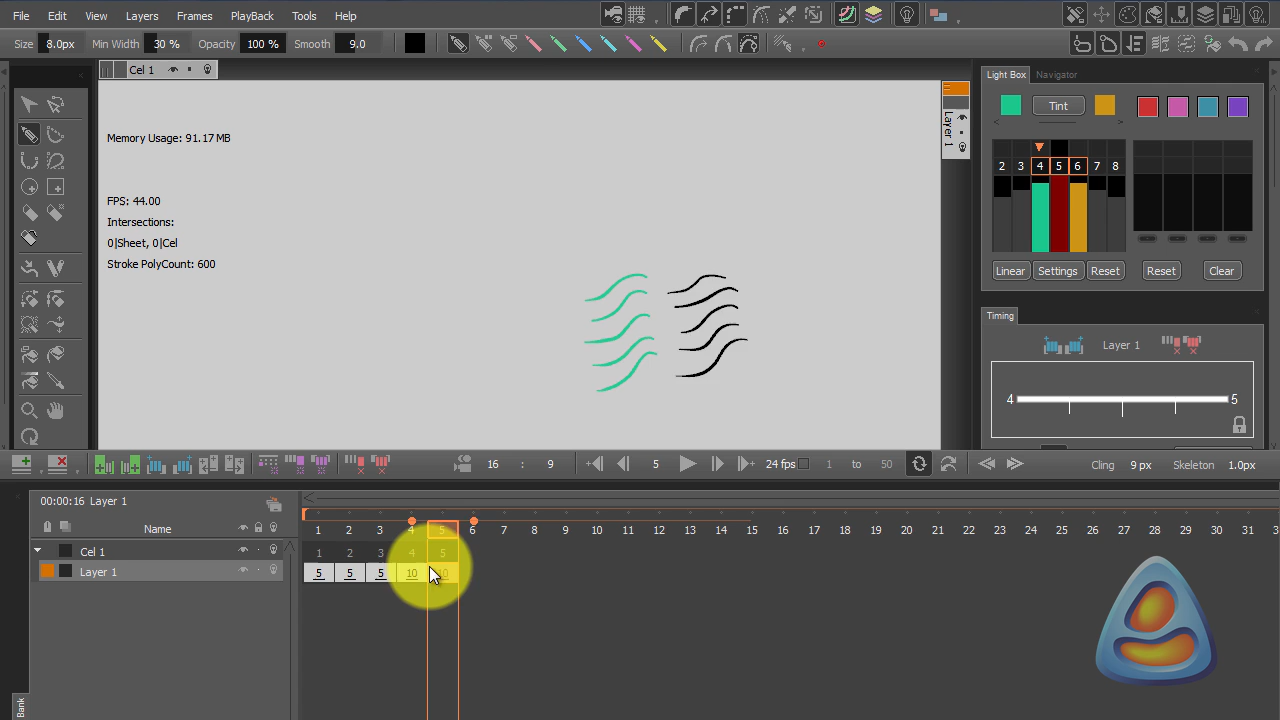 File Edit View Layers Frames PlayBack Tools Help
Size 8.0px Min Width 30 % Opacity 100 % Smooth 9.0
Cel 1
Memory Usage: 91.17 MB
FPS: 44.00
Intersections:
0|Sheet, 0|Cel
Stroke PolyCount: 600
Layer 1
Light Box Navigator
Tint
2 3 4 5 6 7 8
Linear Settings Reset Reset Clear
Timing
Layer 1
4 5
16 : 9 5 24 fps 1 to 50 Cling 9 px Skeleton 1.0px
00:00:16 Layer 1
Name 1 2 3 4 5 6 7 8 9 10 11 12 13 14 15 16 17 18 19 20 21 22 23 24 25 26 27 28 29 30 31 32
Cel 1 1 2 3 4 5
Layer 1 5 5 5 10 10
Bank